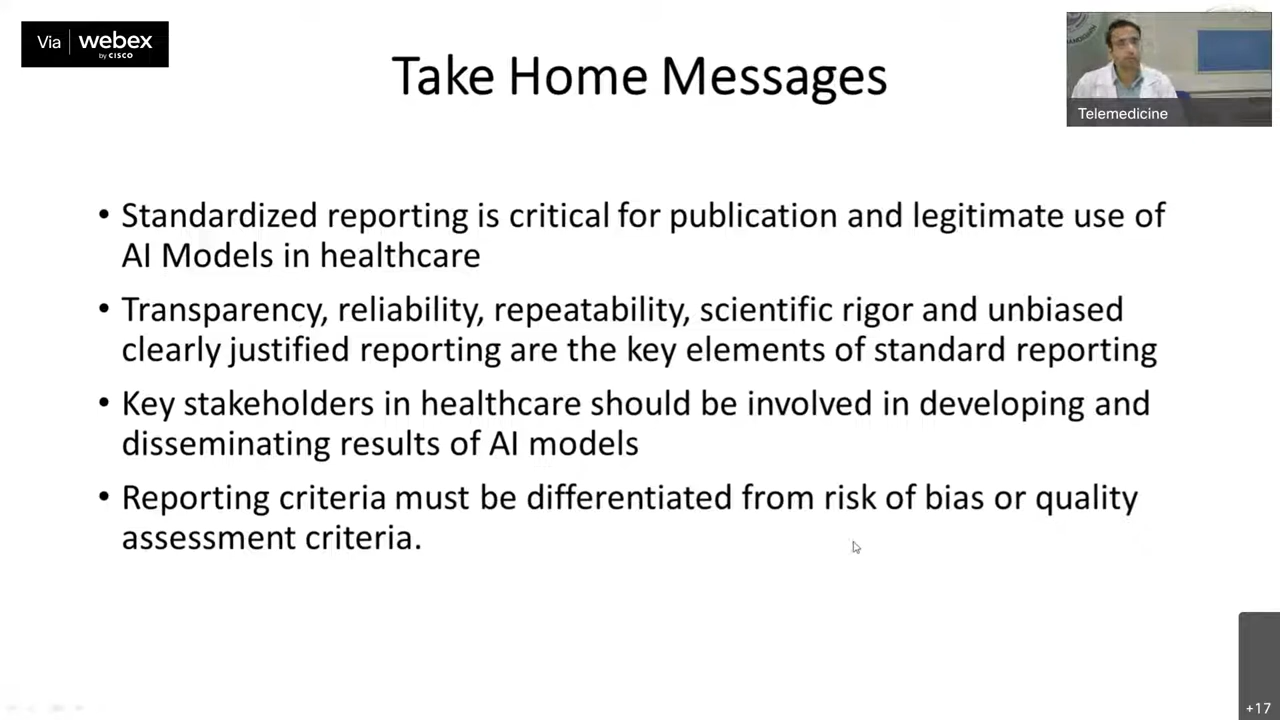 Via webex
by CISCO
Take Home Messages
Telemedicine
• Standardized reporting is critical for publication and legitimate use of
AI Models in healthcare
• Transparency, reliability, repeatability, scientific rigor and unbiased
clearly justified reporting are the key elements of standard reporting
• Key stakeholders in healthcare should be involved in developing and
disseminating results of AI models
• Reporting criteria must be differentiated from risk of bias or quality
assessment criteria.
+17